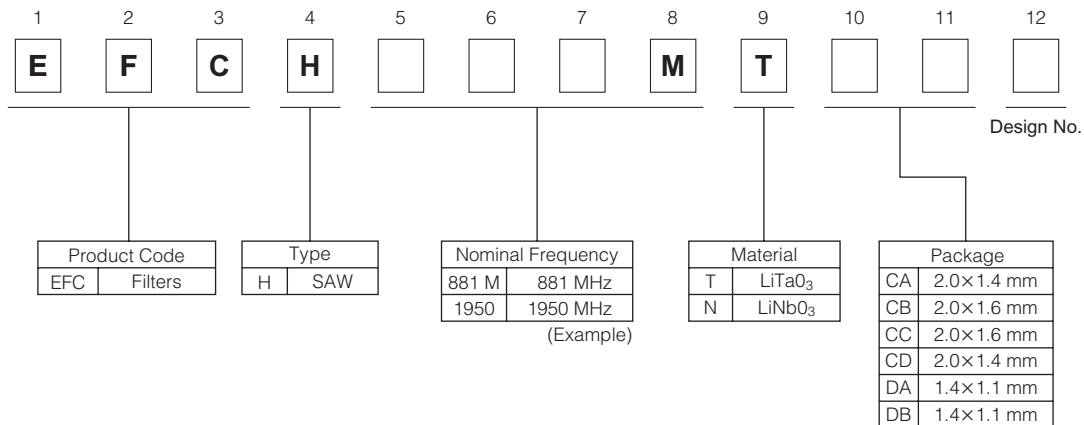 1 2 3 4 5 6 7 8 9 10 11 12
E F C H M T
Design No.
Product Code
EFC Filters
Type
H SAW
Nominal Frequency
881 M 881 MHz
1950 1950 MHz
(Example)
Material
T LiTa0₃
N LiNb0₃
Package
CA 2.0×1.4 mm
CB 2.0×1.6 mm
CC 2.0×1.6 mm
CD 2.0×1.4 mm
DA 1.4×1.1 mm
DB 1.4×1.1 mm